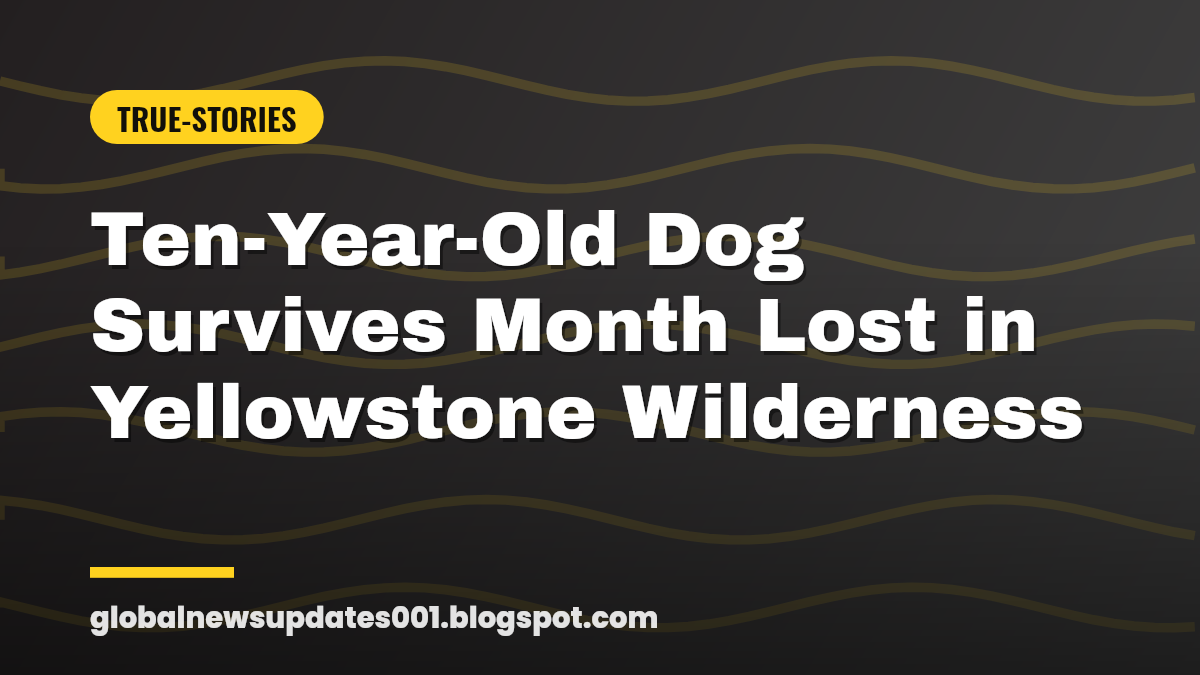 TRUE-STORIES
Ten-Year-Old Dog
Survives Month Lost in
Yellowstone Wilderness
globalnewsupdates001.blogspot.com